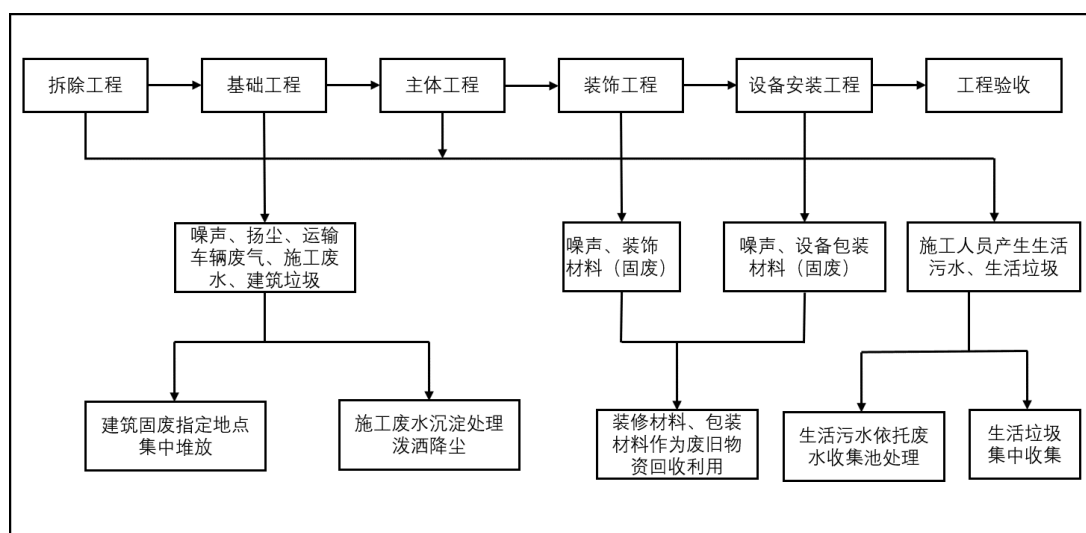 拆除工程
基础工程
主体工程
装饰工程
设备安装工程
工程验收
噪声、扬尘、运输
车辆废气、施工废
水、建筑垃圾
噪声、装饰
材料（固废）
噪声、设备包装
材料（固废）
施工人员产生生活
污水、生活垃圾
建筑固废指定地点
集中堆放
施工废水沉淀处理
泼洒降尘
装修材料、包装
材料作为废旧物
资回收利用
生活污水依托废
水收集池处理
生活垃圾
集中收集